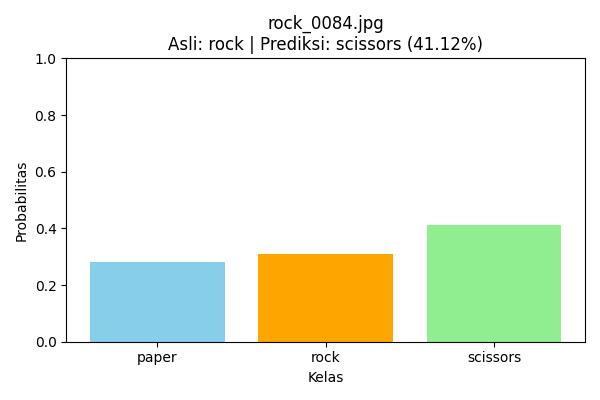 rock_0084.jpg
Asli: rock | Prediksi: scissors (41.12%)
1.0
0.8
0.6
0.4
0.2
0.0
Probabilitas
paper rock scissors
Kelas